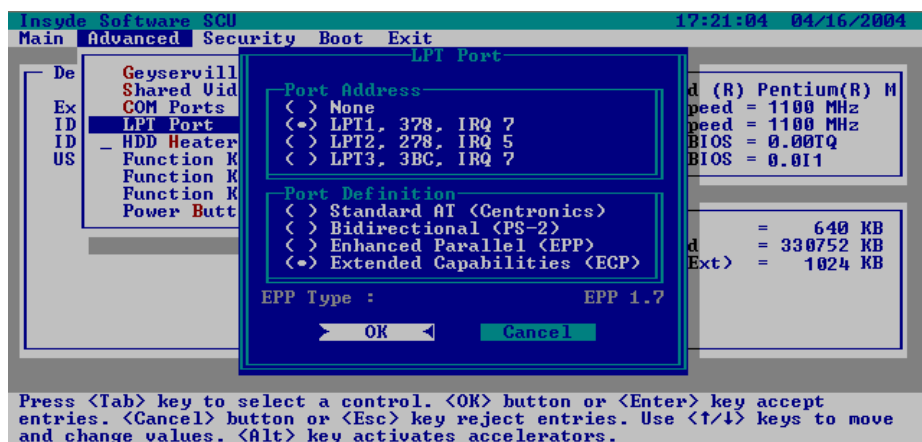 Insyde Software SCU 17:21:04 04/16/2004
Main Advanced Security Boot Exit
LPT Port
De
Geyservill
Shared Vid
Ex COM Ports
ID LPT Port
ID _ HDD Heater
US Function K
Function K
Function K
Power Butt
Port Address
( ) None
(•) LPT1, 378, IRQ 7
( ) LPT2, 278, IRQ 5
( ) LPT3, 3BC, IRQ 7
Port Definition
( ) Standard AT (Centronics)
( ) Bidirectional (PS-2)
( ) Enhanced Parallel (EPP)
(•) Extended Capabilities (ECP)
EPP Type : EPP 1.7
OK Cancel
d (R) Pentium(R) M
peed = 1100 MHz
peed = 1100 MHz
BIOS = 0.00TQ
BIOS = 0.0I1
= 640 KB
d = 330752 KB
Ext) = 1024 KB
Press <Tab> key to select a control. <OK> button or <Enter> key accept
entries. <Cancel> button or <Esc> key reject entries. Use <↑/↓> keys to move
and change values. <Alt> key activates accelerators.